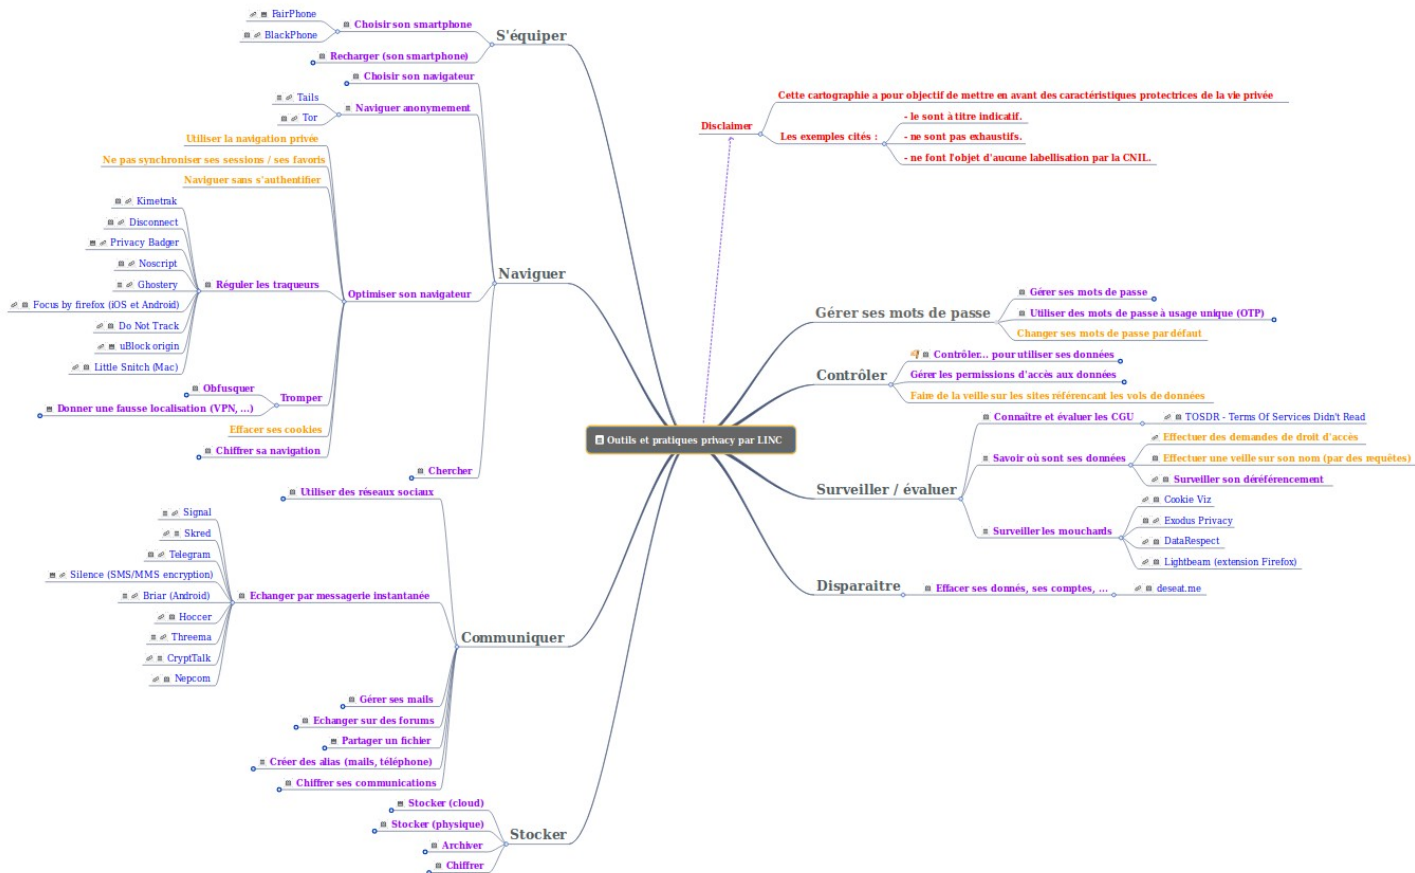 FairPhone
BlackPhone
Choisir son smartphone
Recharger (son smartphone)
S'équiper
Choisir son navigateur
Tails
Tor
Naviguer anonymement
Utiliser la navigation privée
Ne pas synchroniser ses sessions / ses favoris
Naviguer sans s'authentifier
Kimetrak
Disconnect
Privacy Badger
Noscript
Ghostery
Focus by firefox (iOS et Android)
Do Not Track
uBlock origin
Little Snitch (Mac)
Réguler les traqueurs
Optimiser son navigateur
Naviguer
Obfusquer
Donner une fausse localisation (VPN, ...)
Tromper
Effacer ses cookies
Chiffrer sa navigation
Chercher
Utiliser des réseaux sociaux
Signal
Skred
Telegram
Silence (SMS/MMS encryption)
Briar (Android)
Hoccer
Threema
CryptTalk
Nepcom
Echanger par messagerie instantanée
Communiquer
Gérer ses mails
Echanger sur des forums
Partager un fichier
Créer des alias (mails, téléphone)
Chiffrer ses communications
Stocker (cloud)
Stocker (physique)
Archiver
Chiffrer
Stocker
Outils et pratiques privacy par LINC
Disclaimer
Cette cartographie a pour objectif de mettre en avant des caractéristiques protectrices de la vie privée
Les exemples cités :
- le sont à titre indicatif.
- ne sont pas exhaustifs.
- ne font l'objet d'aucune labellisation par la CNIL.
Gérer ses mots de passe
Gérer ses mots de passe
Utiliser des mots de passe à usage unique (OTP)
Changer ses mots de passe par défaut
Contrôler
Contrôler... pour utiliser ses données
Gérer les permissions d'accès aux données
Faire de la veille sur les sites référencant les vols de données
Surveiller / évaluer
Connaître et évaluer les CGU
TOSDR - Terms Of Services Didn't Read
Savoir où sont ses données
Effectuer des demandes de droit d'accès
Effectuer une veille sur son nom (par des requêtes)
Surveiller son déréférencement
Surveiller les mouchards
Cookie Viz
Exodus Privacy
DataRespect
Lightbeam (extension Firefox)
Disparaitre
Effacer ses donnés, ses comptes, ...
deseat.me